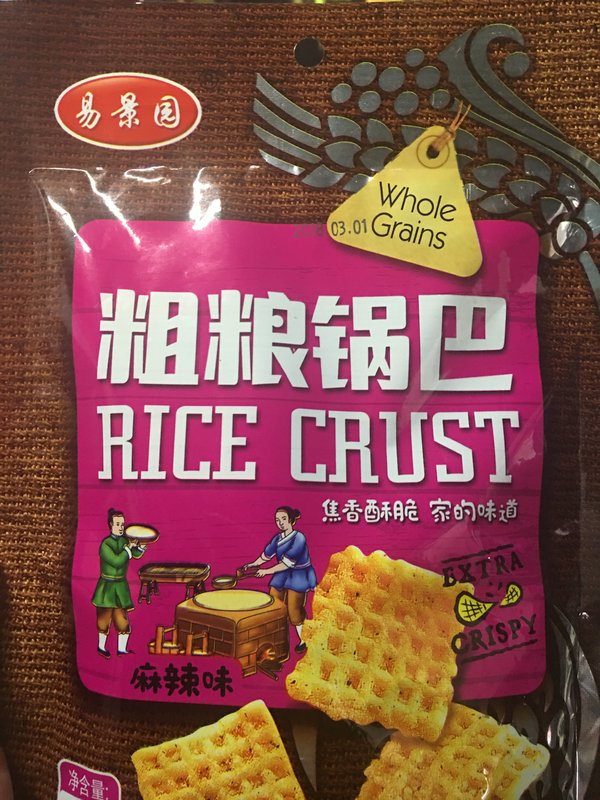 易景园
Whole
Grains
03.01
粗粮锅巴
RICE CRUST
焦香酥脆 家的味道
EXTRA
CRISPY
麻辣味
净含量: